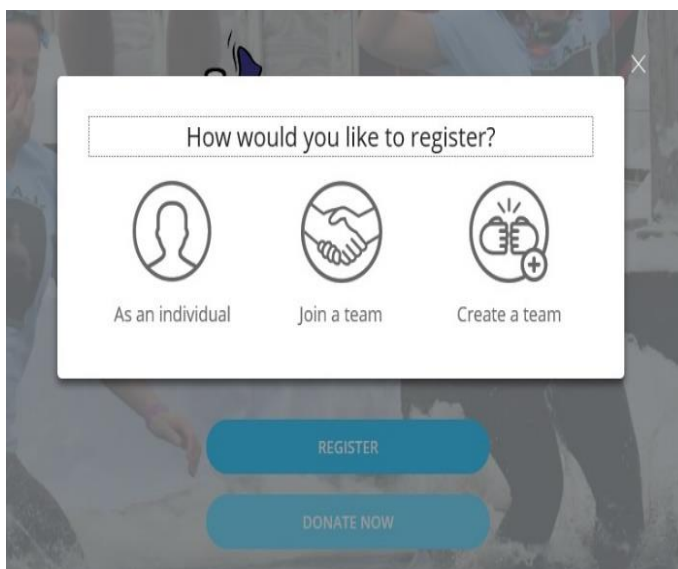 X
How would you like to register?
As an individual
Join a team
Create a team
REGISTER
DONATE NOW